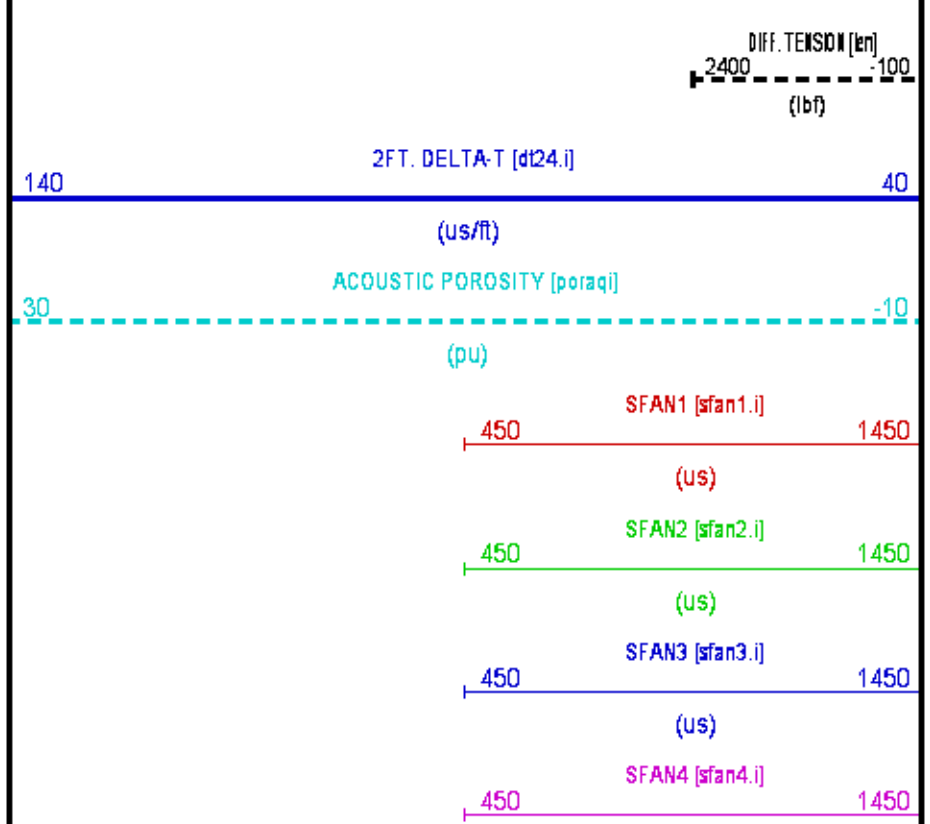 DIFF. TENSION [ten]
2400 -100
(lbf)
2FT. DELTA-T [dt24.i]
140 40
(us/ft)
ACOUSTIC POROSITY [poraqi]
30 -10
(pu)
SFAN1 [sfan1.i]
450 1450
(us)
SFAN2 [sfan2.i]
450 1450
(us)
SFAN3 [sfan3.i]
450 1450
(us)
SFAN4 [sfan4.i]
450 1450